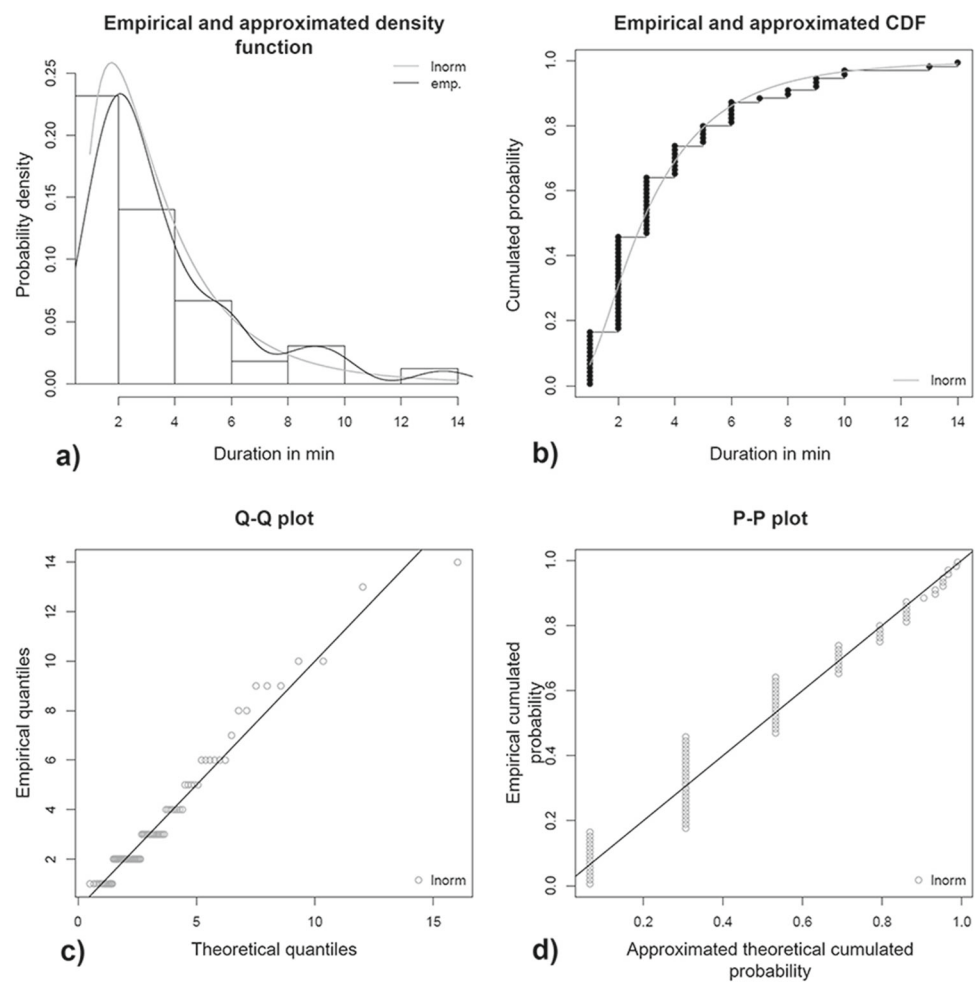 Empirical and approximated density
function
lnorm
emp.
Probability density
0.00
0.05
0.10
0.15
0.20
0.25
2 4 6 8 10 12 14
Duration in min
a)
Empirical and approximated CDF
Cumulated probability
0.0
0.2
0.4
0.6
0.8
1.0
lnorm
2 4 6 8 10 12 14
Duration in min
b)
Q-Q plot
Empirical quantiles
14
12
10
8
6
4
2
lnorm
0 5 10 15
Theoretical quantiles
c)
P-P plot
Empirical cumulated
probability
0.0
0.2
0.4
0.6
0.8
1.0
lnorm
0.2 0.4 0.6 0.8 1.0
Approximated theoretical cumulated
probability
d)